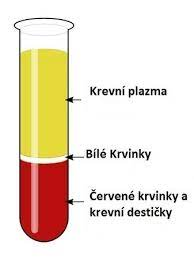 Krevní plazma
Bílé Krvinky
Červené krvinky a
krevní destičky